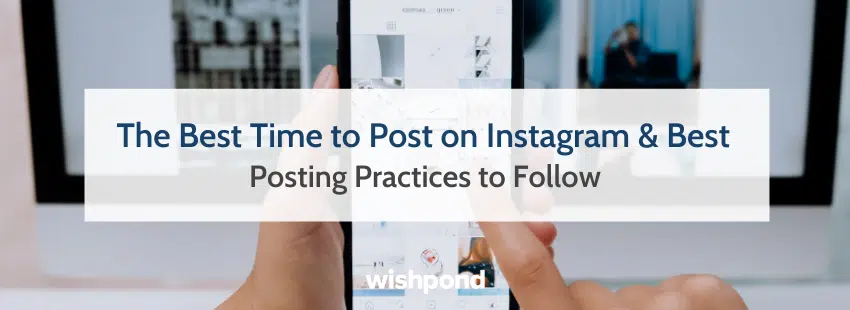 The Best Time to Post on Instagram & Best
Posting Practices to Follow
wishpond